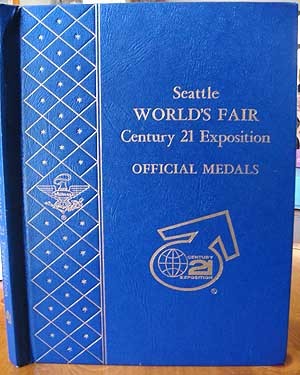 Seattle
WORLD'S FAIR
Century 21 Exposition
OFFICIAL MEDALS
CENTURY
21
EXPOSITION